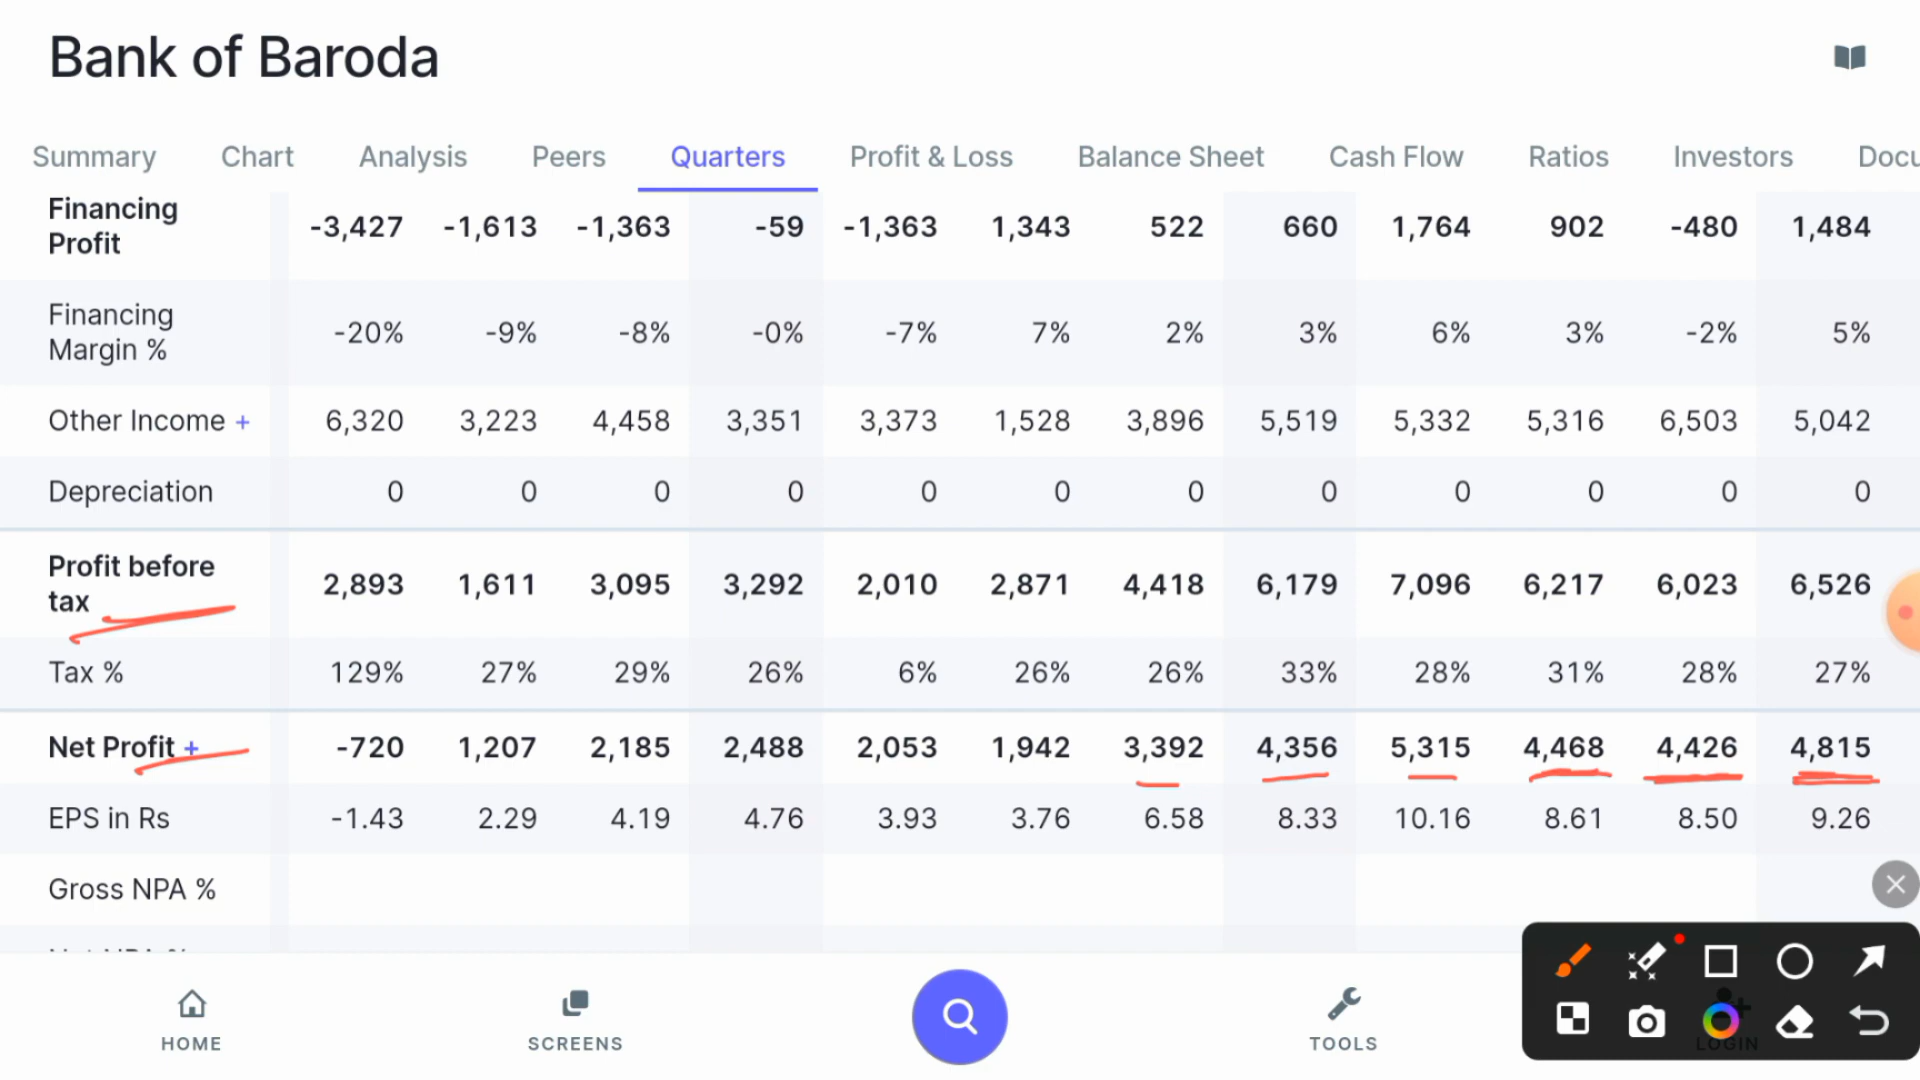 Bank of Baroda
Summary Chart Analysis Peers Quarters Profit & Loss Balance Sheet Cash Flow Ratios Investors Docu
Financing
Profit -3,427 -1,613 -1,363 -59 -1,363 1,343 522 660 1,764 902 -480 1,484
Financing
Margin % -20% -9% -8% -0% -7% 7% 2% 3% 6% 3% -2% 5%
Other Income + 6,320 3,223 4,458 3,351 3,373 1,528 3,896 5,519 5,332 5,316 6,503 5,042
Depreciation 0 0 0 0 0 0 0 0 0 0 0 0
Profit before
tax 2,893 1,611 3,095 3,292 2,010 2,871 4,418 6,179 7,096 6,217 6,023 6,526
Tax % 129% 27% 29% 26% 6% 26% 26% 33% 28% 31% 28% 27%
Net Profit + -720 1,207 2,185 2,488 2,053 1,942 3,392 4,356 5,315 4,468 4,426 4,815
EPS in Rs -1.43 2.29 4.19 4.76 3.93 3.76 6.58 8.33 10.16 8.61 8.50 9.26
Gross NPA %
HOME SCREENS TOOLS LOGIN